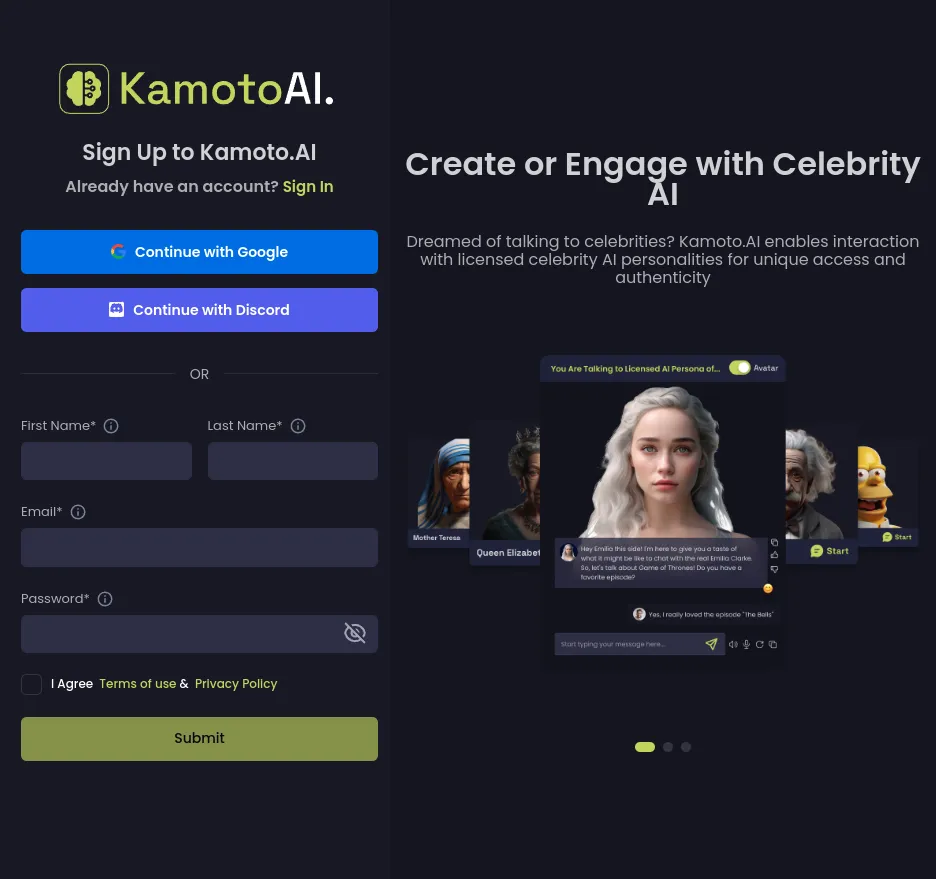 KamotoAI.
Sign Up to Kamoto.AI
Already have an account? Sign In
Continue with Google
Continue with Discord
OR
First Name*
Last Name*
Email*
Password*
I Agree Terms of use & Privacy Policy
Submit
Create or Engage with Celebrity
AI
Dreamed of talking to celebrities? Kamoto.AI enables interaction
with licensed celebrity AI personalities for unique access and
authenticity
You Are Talking to Licensed AI Persona of...
Avatar
Mother Teresa
Queen Elizabet
Hey Emilia this side! I'm here to give you a taste of
what it might be like to chat with the real Emilia Clarke.
So, let's talk about Game of Thrones! Do you have a
favorite episode?
Start
Start
Yes, I really loved the episode "The Bells"
Start typing your message here...